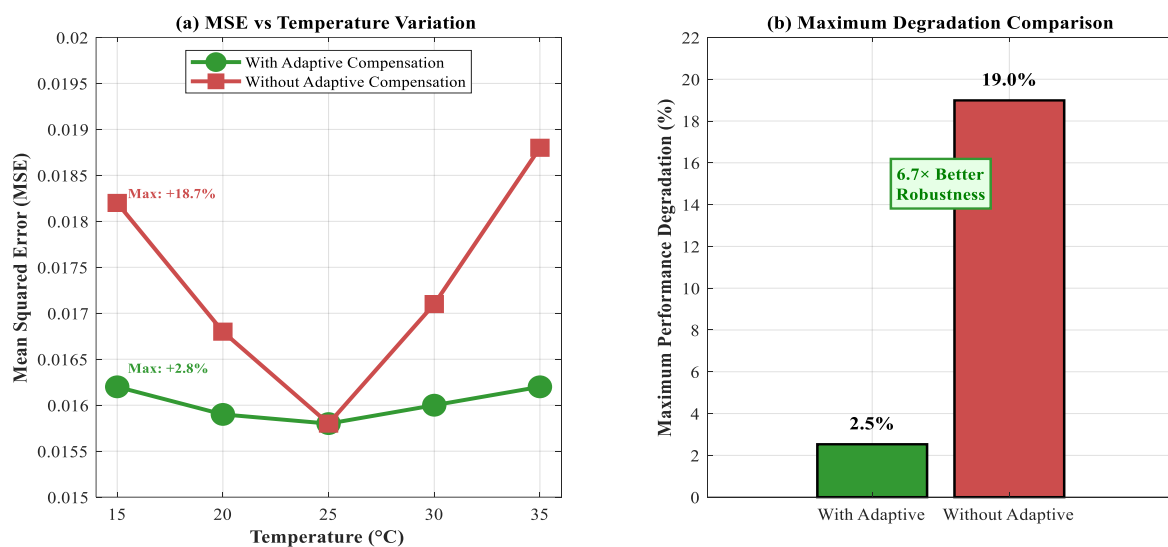 (a) MSE vs Temperature Variation
0.02
0.0195
0.019
0.0185
0.018
0.0175
0.017
0.0165
0.016
0.0155
0.015
Mean Squared Error (MSE)
With Adaptive Compensation
Without Adaptive Compensation
Max: +18.7%
Max: +2.8%
15
20
25
30
35
Temperature (°C)
(b) Maximum Degradation Comparison
22
20
18
16
14
12
10
8
6
4
2
0
Maximum Performance Degradation (%)
19.0%
6.7× Better
Robustness
2.5%
With Adaptive
Without Adaptive